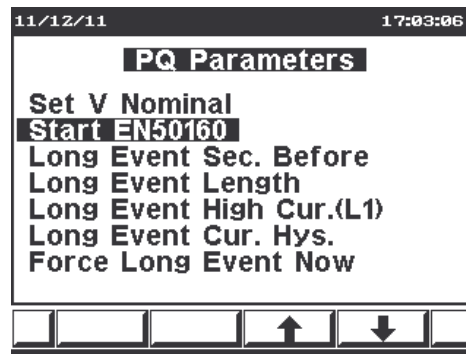 11/12/11 17:03:06
PQ Parameters
Set V Nominal
Start EN50160
Long Event Sec. Before
Long Event Length
Long Event High Cur.(L1)
Long Event Cur. Hys.
Force Long Event Now